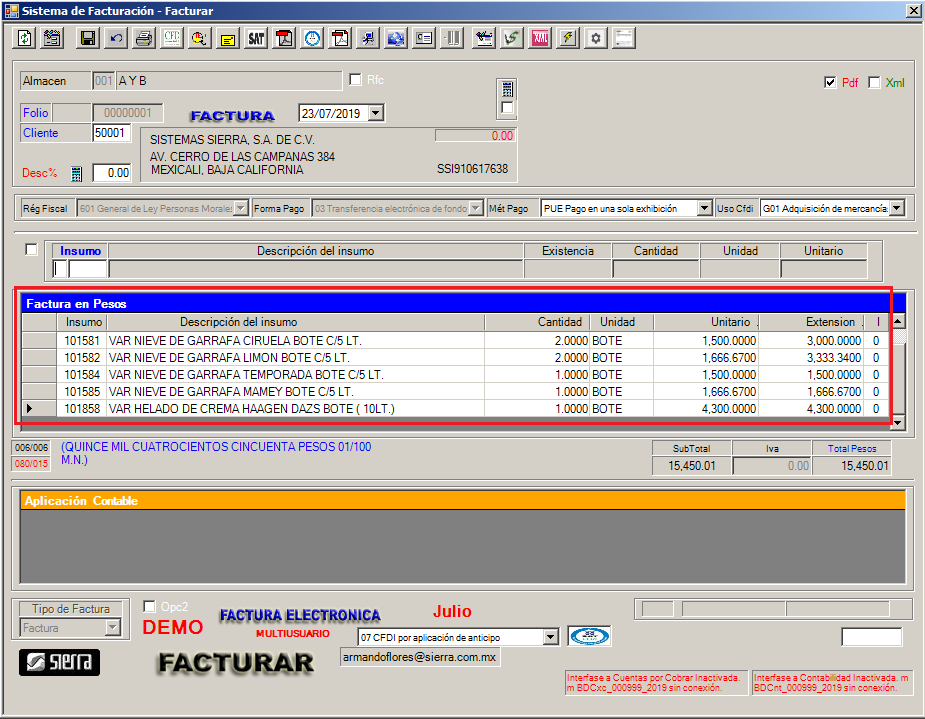 Sistema de Facturación - Facturar
SAT
XML
Almacen 001 A Y B Rfc
Pdf Xml
Folio 00000001 FACTURA 23/07/2019
Cliente 50001 SISTEMAS SIERRA, S.A. DE C.V. 0.00
AV. CERRO DE LAS CAMPANAS 384
Desc% 0.00 MEXICALI, BAJA CALIFORNIA SSI910617638
Rég Fiscal 601 General de Ley Personas Morale: Forma Pago 03 Transferencia electrónica de fondo Mét Pago PUE Pago en una sola exhibición Uso Cfdi G01 Adquisición de mercancía:
Insumo Descripción del insumo Existencia Cantidad Unidad Unitario
Factura en Pesos
Insumo Descripción del insumo Cantidad Unidad Unitario . Extension . I
101581 VAR NIEVE DE GARRAFA CIRUELA BOTE C/5 LT. 2.0000 BOTE 1,500.0000 3,000.0000 0
101582 VAR NIEVE DE GARRAFA LIMON BOTE C/5 LT. 2.0000 BOTE 1,666.6700 3,333.3400 0
101584 VAR NIEVE DE GARRAFA TEMPORADA BOTE C/5 LT. 1.0000 BOTE 1,500.0000 1,500.0000 0
101585 VAR NIEVE DE GARRAFA MAMEY BOTE C/5 LT. 1.0000 BOTE 1,666.6700 1,666.6700 0
101858 VAR HELADO DE CREMA HAAGEN DAZS BOTE ( 10LT.) 1.0000 BOTE 4,300.0000 4,300.0000 0
006/006 (QUINCE MIL CUATROCIENTOS CINCUENTA PESOS 01/100 SubTotal Iva Total Pesos
080/015 M.N.) 15,450.01 0.00 15,450.01
Aplicación Contable
Tipo de Factura Opc2 FACTURA ELECTRONICA Julio
Factura DEMO MULTIUSUARIO 07 CFDI por aplicación de anticipo
sierra FACTURAR armandoflores@sierra.com.mx
Interfase a Cuentas por Cobrar Inactivada. m BDCxc_000999_2019 sin conexión.
Interfase a Contabilidad Inactivada. m BDCnt_000999_2019 sin conexión.